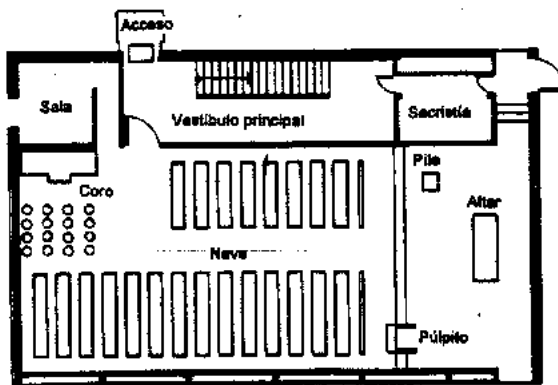 Acceso
Sala
Vestíbulo principal
Sacristía
Pila
Coro
Altar
Nave
Púlpito